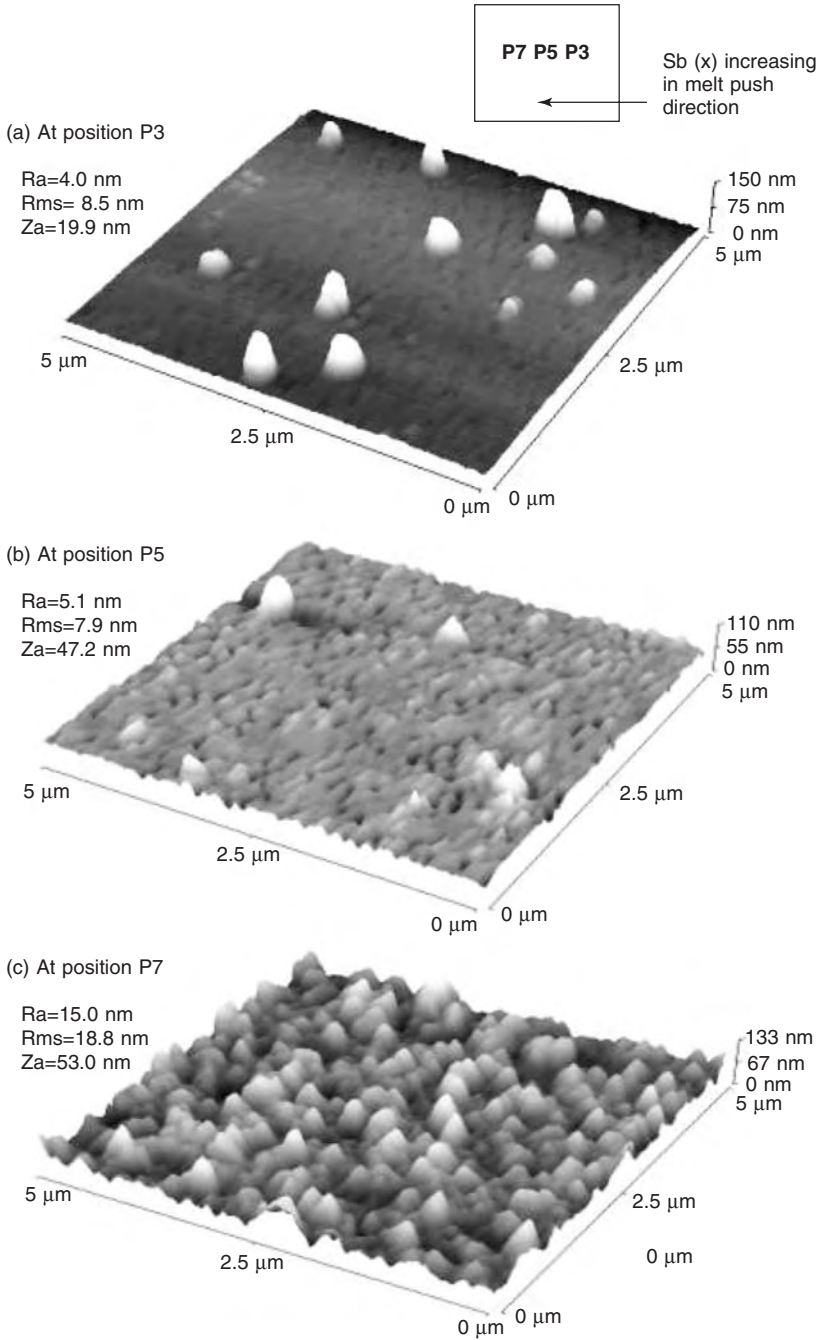 P7 P5 P3
Sb (x) increasing
in melt push
direction
(a) At position P3
Ra=4.0 nm
Rms= 8.5 nm
Za=19.9 nm
150 nm
75 nm
0 nm
5 μm
5 μm
2.5 μm
2.5 μm
0 μm
0 μm
(b) At position P5
Ra=5.1 nm
Rms=7.9 nm
Za=47.2 nm
110 nm
55 nm
0 nm
5 μm
5 μm
2.5 μm
2.5 μm
0 μm
0 μm
(c) At position P7
Ra=15.0 nm
Rms=18.8 nm
Za=53.0 nm
133 nm
67 nm
0 nm
5 μm
5 μm
2.5 μm
2.5 μm
0 μm
0 μm
0 μm